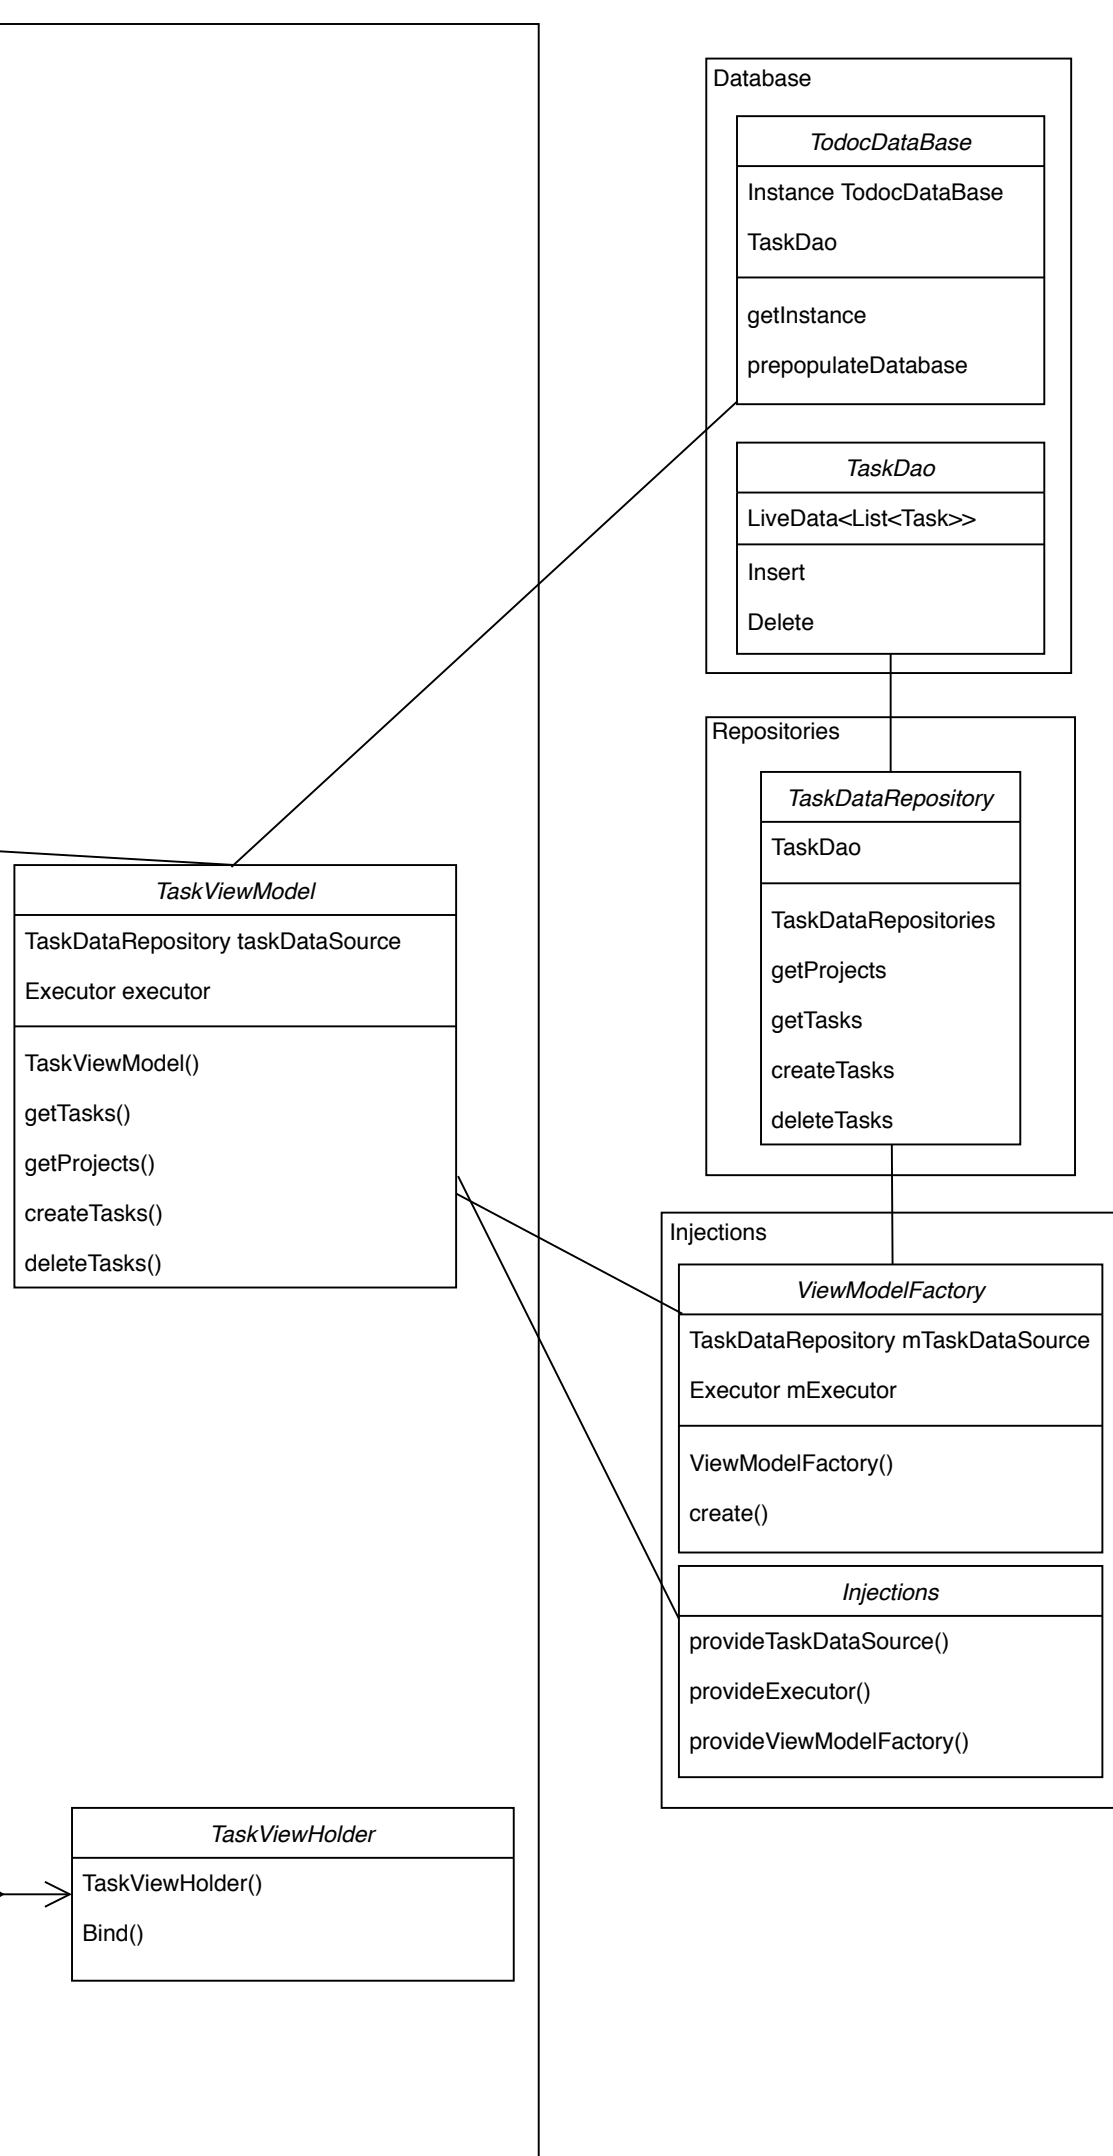 Database
TodocDataBase
Instance TodocDataBase
TaskDao
getInstance
prepopulateDatabase
TaskDao
LiveData<List<Task>>
Insert
Delete
Repositories
TaskDataRepository
TaskDao
TaskDataRepositories
getProjects
getTasks
createTasks
deleteTasks
TaskViewModel
TaskDataRepository taskDataSource
Executor executor
TaskViewModel()
getTasks()
getProjects()
createTasks()
deleteTasks()
Injections
ViewModelFactory
TaskDataRepository mTaskDataSource
Executor mExecutor
ViewModelFactory()
create()
Injections
provideTaskDataSource()
provideExecutor()
provideViewModelFactory()
TaskViewHolder
TaskViewHolder()
Bind()